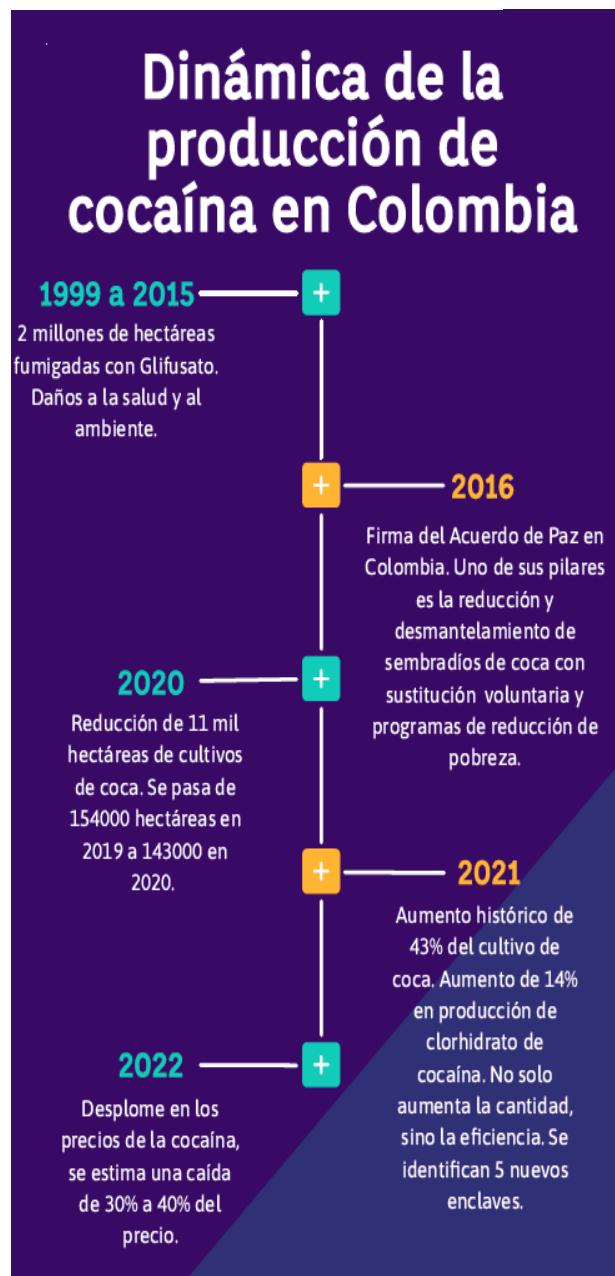 Dinámica de la
producción de
cocaína en Colombia
1999 a 2015
2 millones de hectáreas
fumigadas con Glifusato.
Daños a la salud y al
ambiente.
2016
Firma del Acuerdo de Paz en
Colombia. Uno de sus pilares
es la reducción y
desmantelamiento de
sembradíos de coca con
sustitución voluntaria y
programas de reducción de
pobreza.
2020
Reducción de 11 mil
hectáreas de cultivos
de coca. Se pasa de
154000 hectáreas en
2019 a 143000 en
2020.
2021
Aumento histórico de
43% del cultivo de
coca. Aumento de 14%
en producción de
clorhidrato de
cocaína. No solo
aumenta la cantidad,
sino la eficiencia. Se
identifican 5 nuevos
enclaves.
2022
Desplome en los
precios de la cocaína,
se estima una caída
de 30% a 40% del
precio.